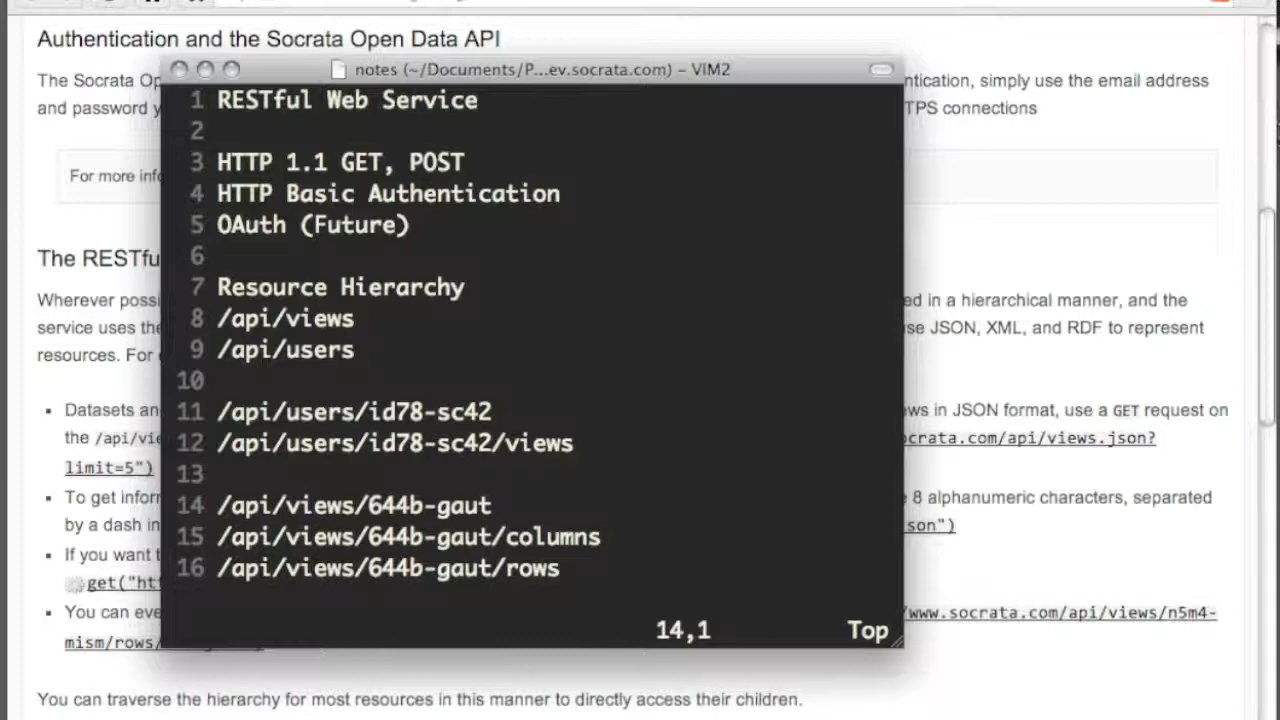 Authentication and the Socrata Open Data API
The Socrata Op
ntication, simply use the email address
and password y
TPS connections
For more info
The RESTfu
Wherever possi
ed in a hierarchical manner, and the
service uses the
use JSON, XML, and RDF to represent
resources. For
Datasets an
ews in JSON format, use a GET request on
the /api/vie
ocrata.com/api/views.json?
limit=5")
To get inform
e 8 alphanumeric characters, separated
by a dash in
son")
If you want t
get("htt
You can eve
/www.socrata.com/api/views/n5m4-
mism/rows/
You can traverse the hierarchy for most resources in this manner to directly access their children.
notes (~/Documents/P...ev.socrata.com) – VIM2
1 RESTful Web Service
2
3 HTTP 1.1 GET, POST
4 HTTP Basic Authentication
5 OAuth (Future)
6
7 Resource Hierarchy
8 /api/views
9 /api/users
10
11 /api/users/id78-sc42
12 /api/users/id78-sc42/views
13
14 /api/views/644b-gaut
15 /api/views/644b-gaut/columns
16 /api/views/644b-gaut/rows
14,1 Top